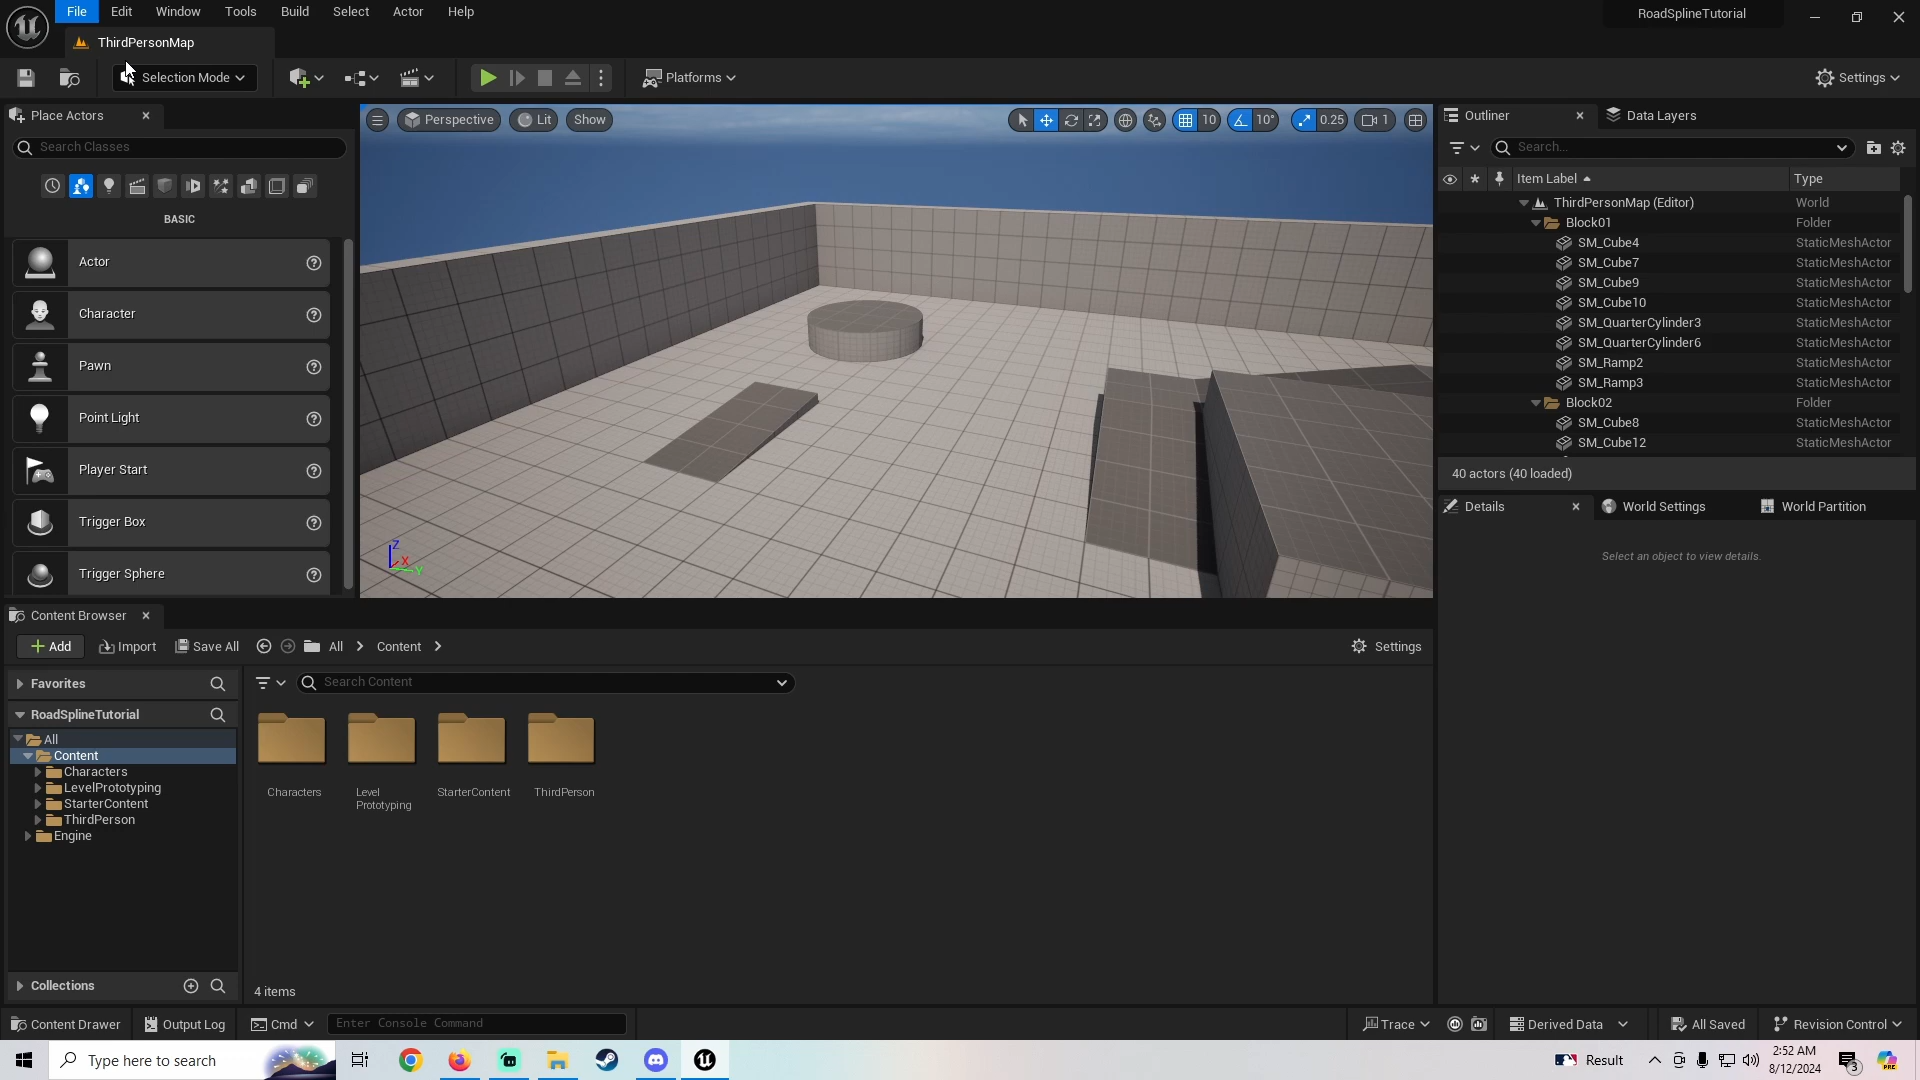 File Edit Window Tools Build Select Actor Help
RoadSplineTutorial
ThirdPersonMap
Selection Mode
Platforms
Settings
Place Actors
Search Classes
BASIC
Actor
Character
Pawn
Point Light
Player Start
Trigger Box
Trigger Sphere
Perspective Lit Show
10 10° 0.25 1
Z
X
Y
Outliner Data Layers
Search...
Item Label Type
ThirdPersonMap (Editor) World
Block01 Folder
SM_Cube4 StaticMeshActor
SM_Cube7 StaticMeshActor
SM_Cube9 StaticMeshActor
SM_Cube10 StaticMeshActor
SM_QuarterCylinder3 StaticMeshActor
SM_QuarterCylinder6 StaticMeshActor
SM_Ramp2 StaticMeshActor
SM_Ramp3 StaticMeshActor
Block02 Folder
SM_Cube8 StaticMeshActor
SM_Cube12 StaticMeshActor
40 actors (40 loaded)
Details World Settings World Partition
Select an object to view details.
Content Browser
Add Import Save All All Content Settings
Favorites
Search Content
RoadSplineTutorial
All
Content
Characters
LevelPrototyping
StarterContent
ThirdPerson
Engine
Collections
Characters
Level
Prototyping
StarterContent
ThirdPerson
4 items
Content Drawer Output Log Cmd Enter Console Command Trace Derived Data All Saved Revision Control
Type here to search
Result
2:52 AM
8/12/2024
3
PRE